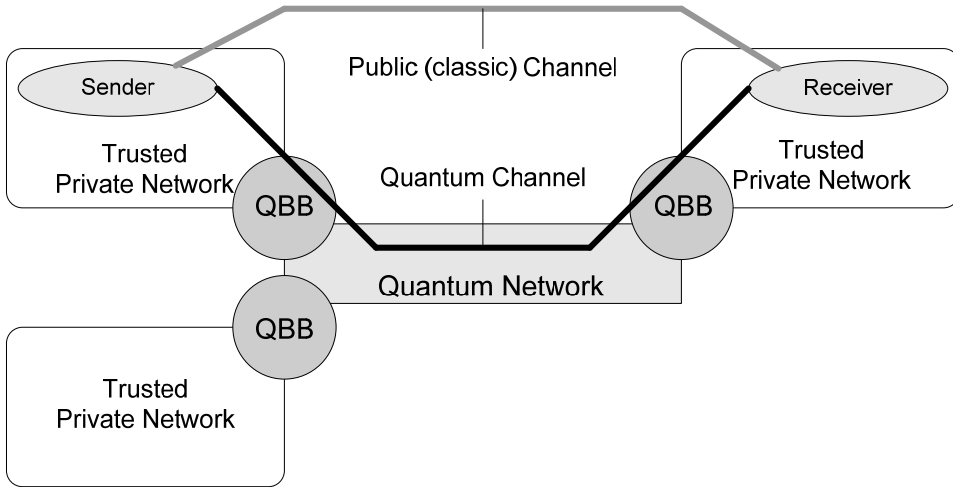 Public (classic) Channel
Sender
Receiver
Trusted
Private Network
Trusted
Private Network
Quantum Channel
QBB
QBB
Quantum Network
QBB
Trusted
Private Network